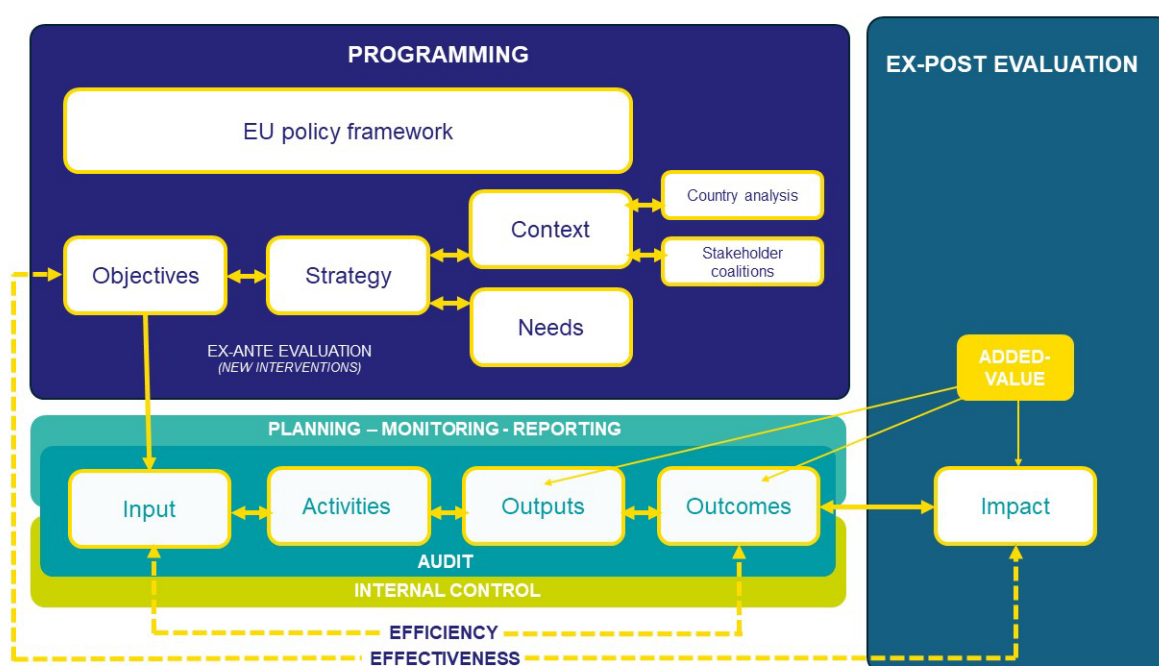 PROGRAMMING
EX-POST EVALUATION
EU policy framework
Country analysis
Context
Stakeholder
coalitions
Objectives
Strategy
Needs
EX-ANTE EVALUATION
(NEW INTERVENTIONS)
ADDED-
VALUE
PLANNING – MONITORING - REPORTING
Input
Activities
Outputs
Outcomes
Impact
AUDIT
INTERNAL CONTROL
EFFICIENCY
EFFECTIVENESS